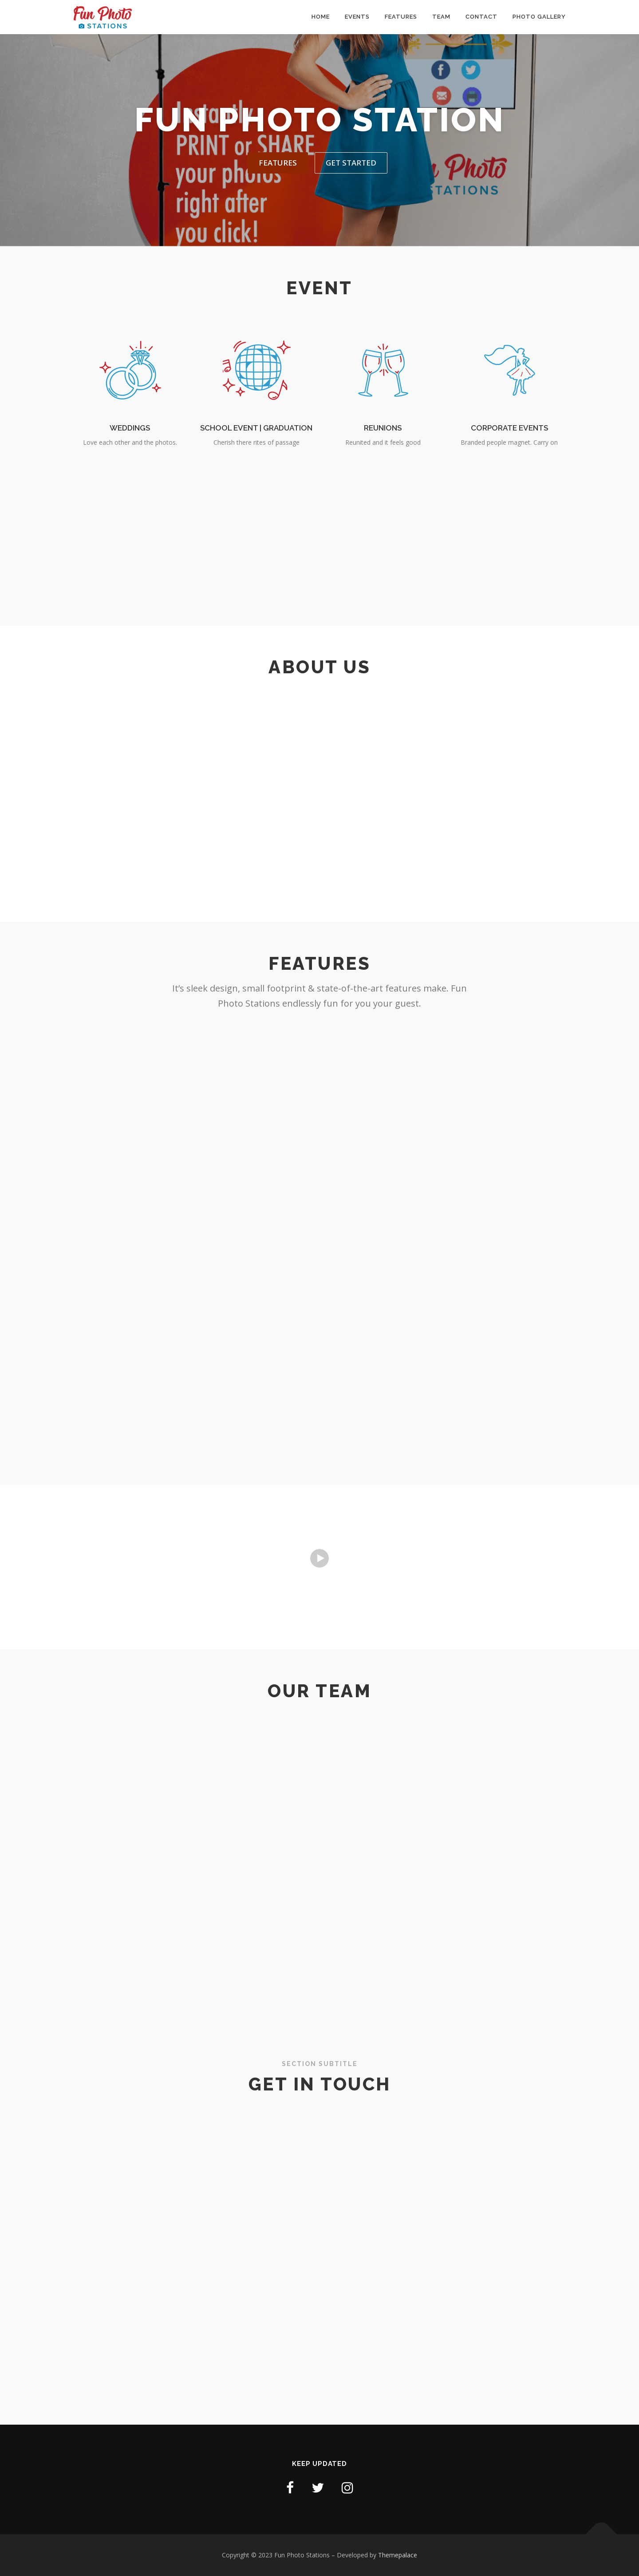 Fun Photo
STATIONS
HOME
EVENTS
FEATURES
TEAM
CONTACT
PHOTO GALLERY
Instantly
print or SHARE
your photos
right
after
you click!
Fun Photo
STATIONS
FUN PHOTO STATION
FEATURES
GET STARTED
EVENT
WEDDINGS
Love each other and the photos.
SCHOOL EVENT | GRADUATION
Cherish there rites of passage
REUNIONS
Reunited and it feels good
CORPORATE EVENTS
Branded people magnet. Carry on
ABOUT US
FEATURES
It's sleek design, small footprint & state-of-the-art features make. Fun
Photo Stations endlessly fun for you your guest.
OUR TEAM
SECTION SUBTITLE
GET IN TOUCH
KEEP UPDATED
Copyright © 2023 Fun Photo Stations – Developed by Themepalace